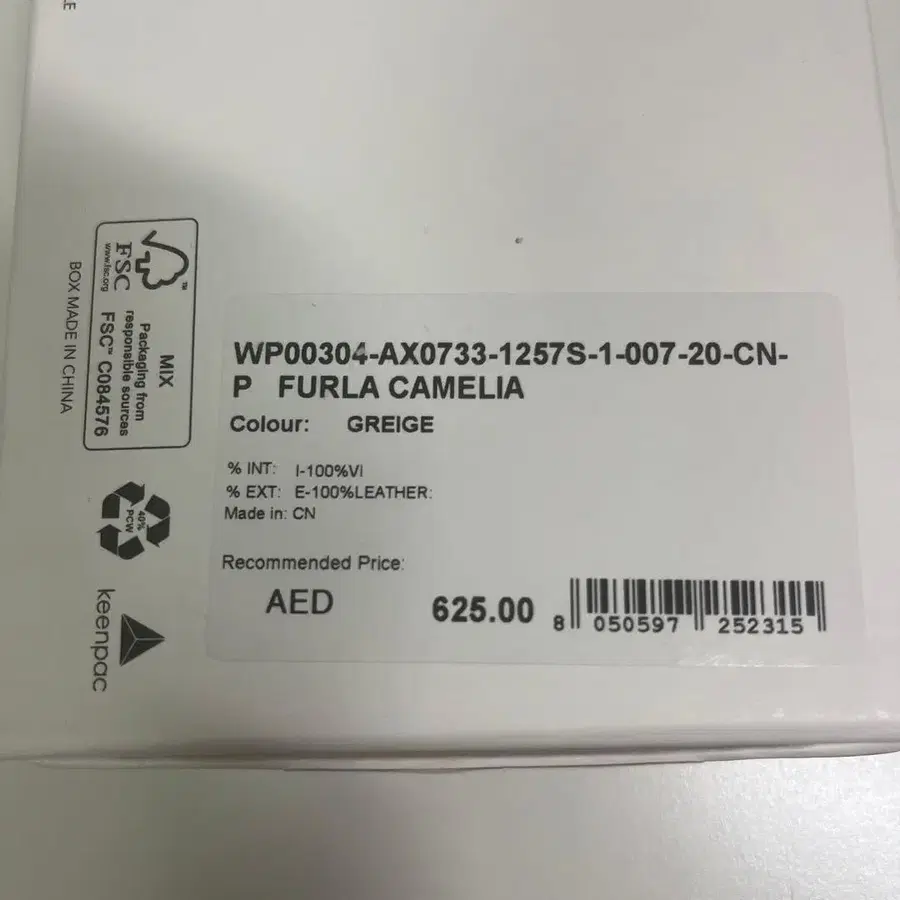 WP00304-AX0733-1257S-1-007-20-CN-
P FURLA CAMELIA
Colour: GREIGE
% INT: I-100%VI
% EXT: E-100%LEATHER:
Made in: CN
Recommended Price:
AED 625.00
8 050597 252315
FSC™
www.fsc.org
MIX
Packaging from
responsible sources
FSC™ C084576
BOX MADE IN CHINA
40%
PCW
keenpac